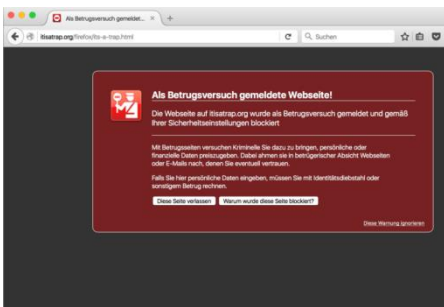 Als Betrugsversuch gemeldet...
itisatrap.org/firefox/its-a-trap.html
Suchen
Als Betrugsversuch gemeldete Webseite!
Die Webseite auf itisatrap.org wurde als Betrugsversuch gemeldet und gemäß
Ihrer Sicherheitseinstellungen blockiert
Mit Betrugsseiten versuchen Kriminelle Sie dazu zu bringen, persönliche oder
finanzielle Daten preiszugeben. Dabei ahmen sie in betrügerischer Absicht Webseiten
oder E-Mails nach, denen Sie eventuell vertrauen.
Falls Sie hier persönliche Daten eingeben, müssen Sie mit Identitätsdiebstahl oder
sonstigem Betrug rechnen.
Diese Seite verlassen Warum wurde diese Seite blockiert?
Diese Warnung ignorieren